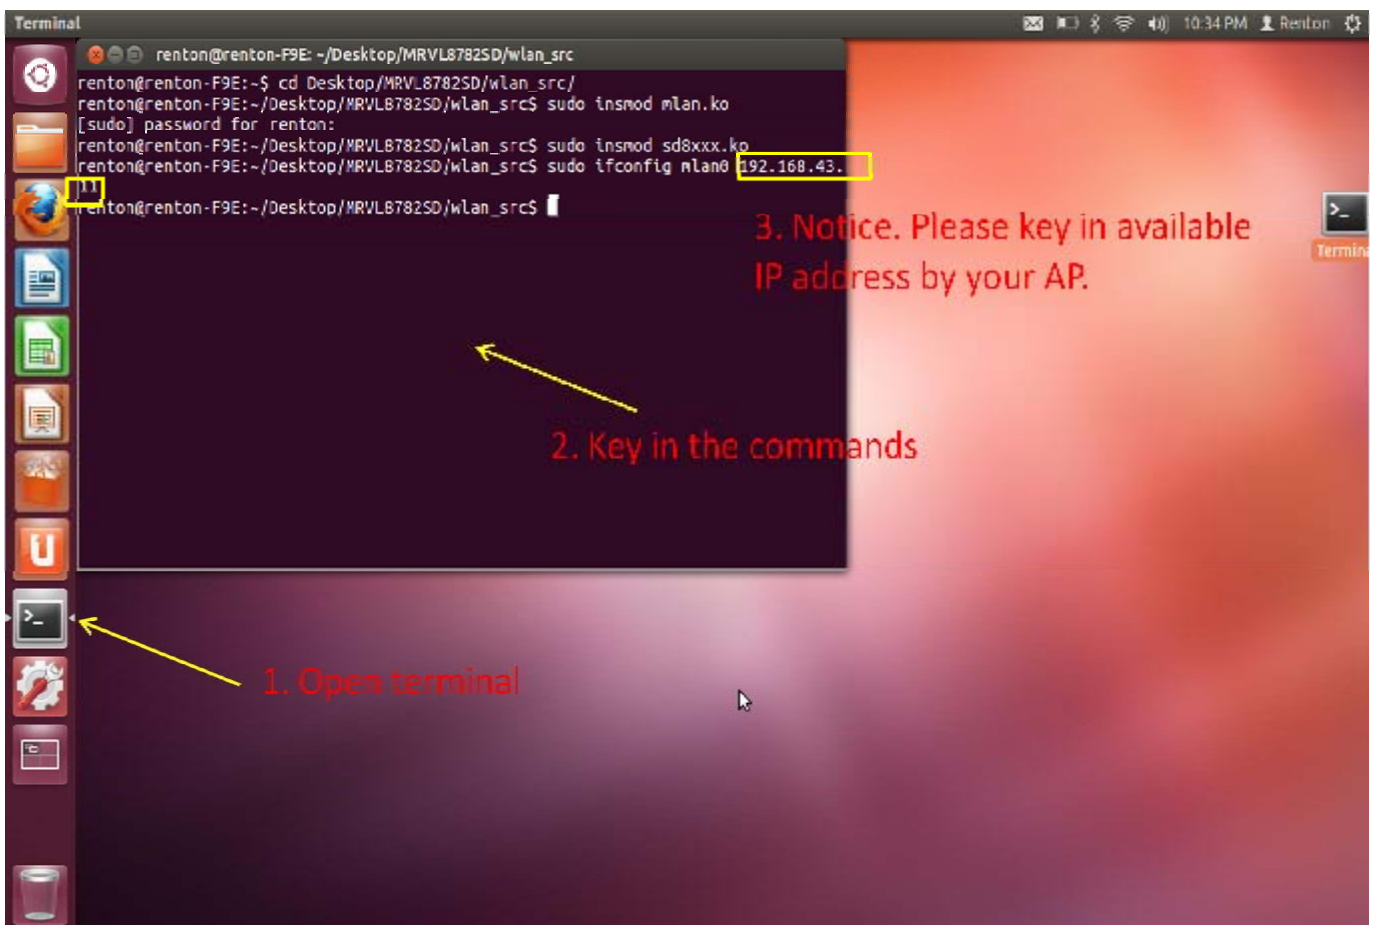 Terminal
10:34 PM Renton
renton@renton-F9E: ~/Desktop/MRVL8782SD/wlan_src
renton@renton-F9E:~$ cd Desktop/MRVL8782SD/wlan_src/
renton@renton-F9E:~/Desktop/MRVL8782SD/wlan_src$ sudo insmod mlan.ko
[sudo] password for renton:
renton@renton-F9E:~/Desktop/MRVL8782SD/wlan_src$ sudo insmod sd8xxx.ko
renton@renton-F9E:~/Desktop/MRVL8782SD/wlan_src$ sudo ifconfig mlan0 192.168.43.
11
renton@renton-F9E:~/Desktop/MRVL8782SD/wlan_src$
3. Notice. Please key in available
IP address by your AP.
Termina
2. Key in the commands
1. Open terminal